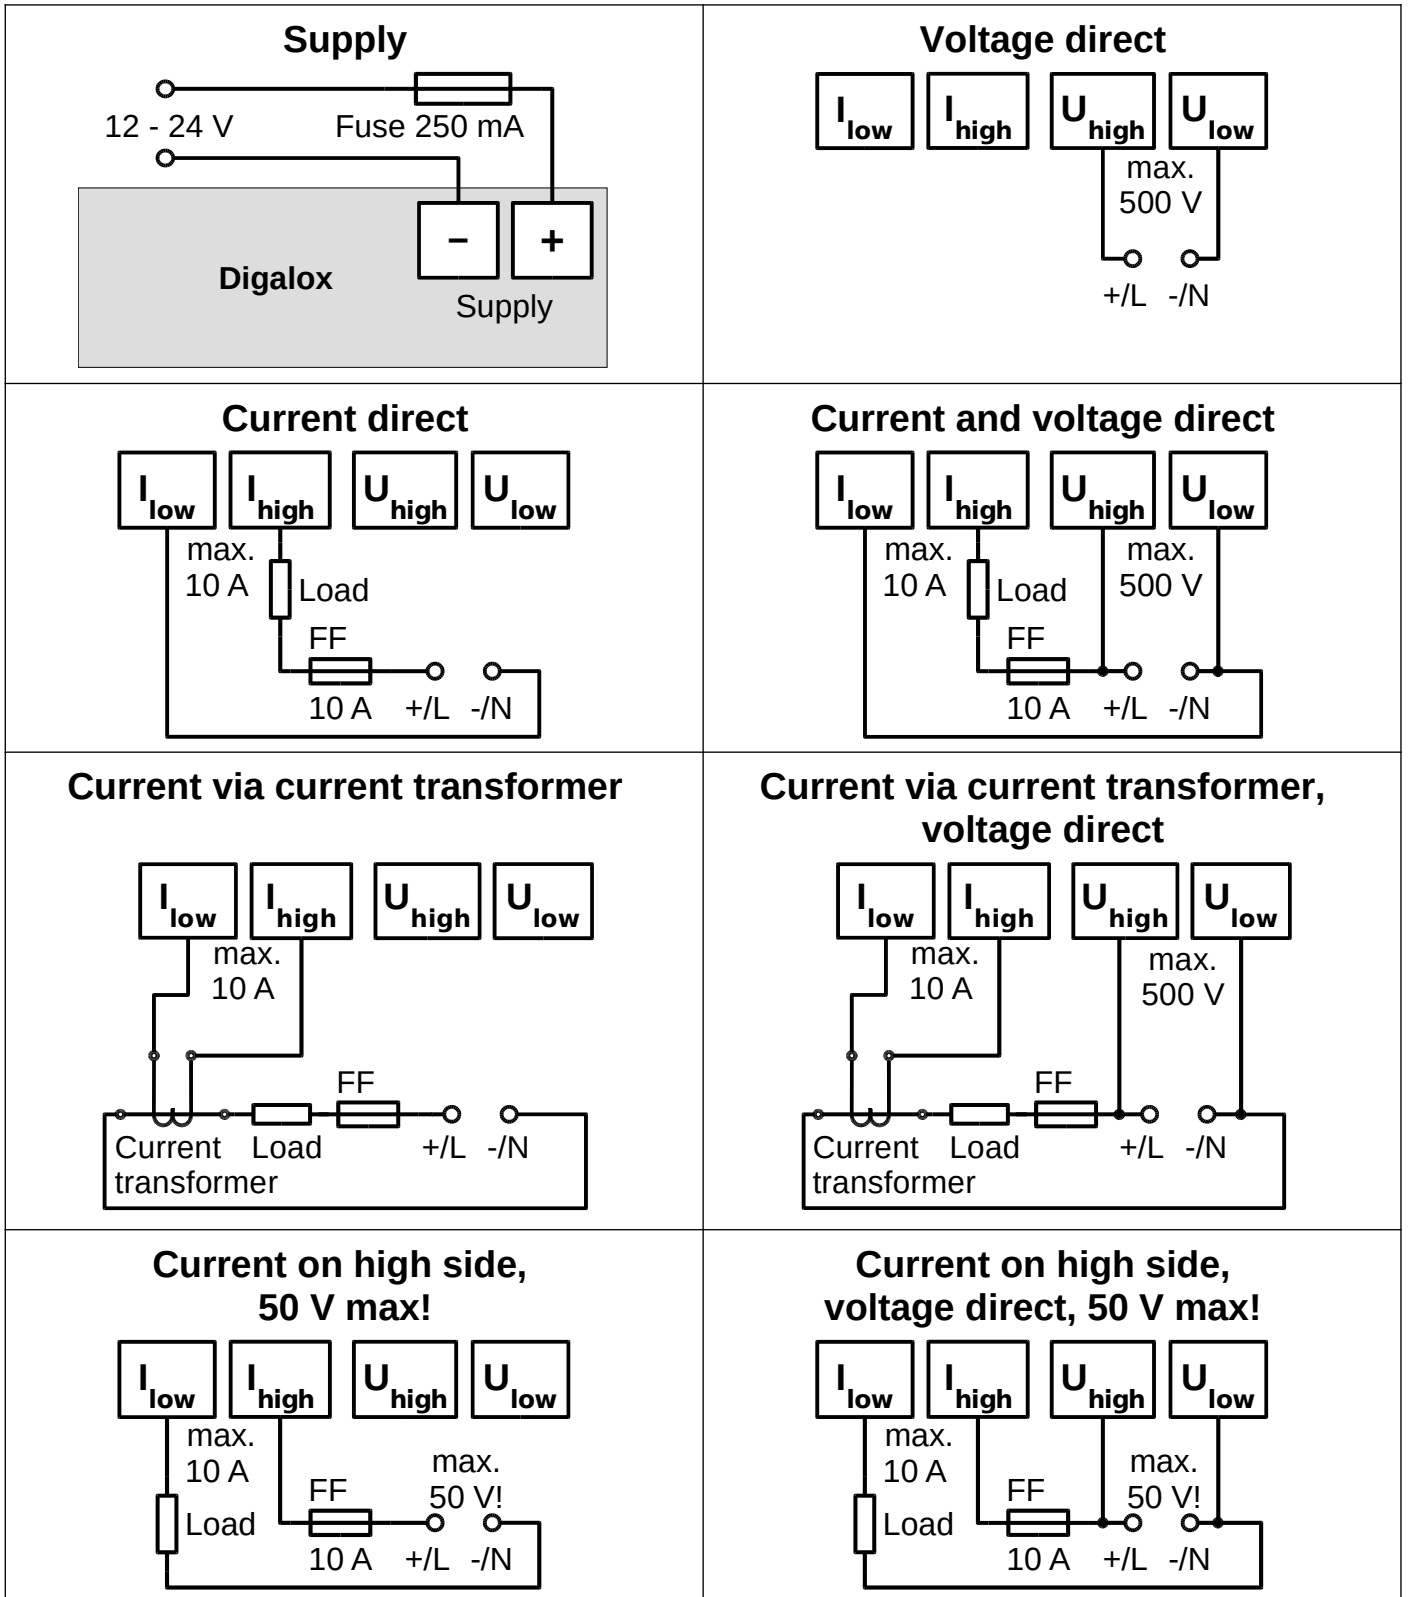 Supply
12 - 24 V
Fuse 250 mA
− +
Digalox
Supply
Voltage direct
I low
I high
U high
U low
max.
500 V
+/L -/N
Current direct
I low
I high
U high
U low
max.
10 A
Load
FF
10 A
+/L -/N
Current and voltage direct
I low
I high
U high
U low
max.
10 A
Load
max.
500 V
FF
10 A
+/L -/N
Current via current transformer
I low
I high
U high
U low
max.
10 A
FF
Current
transformer
Load
+/L -/N
Current via current transformer,
voltage direct
I low
I high
U high
U low
max.
10 A
max.
500 V
FF
Current
transformer
Load
+/L -/N
Current on high side,
50 V max!
I low
I high
U high
U low
max.
10 A
Load
FF
10 A
max.
50 V!
+/L -/N
Current on high side,
voltage direct, 50 V max!
I low
I high
U high
U low
max.
10 A
Load
FF
10 A
max.
50 V!
+/L -/N